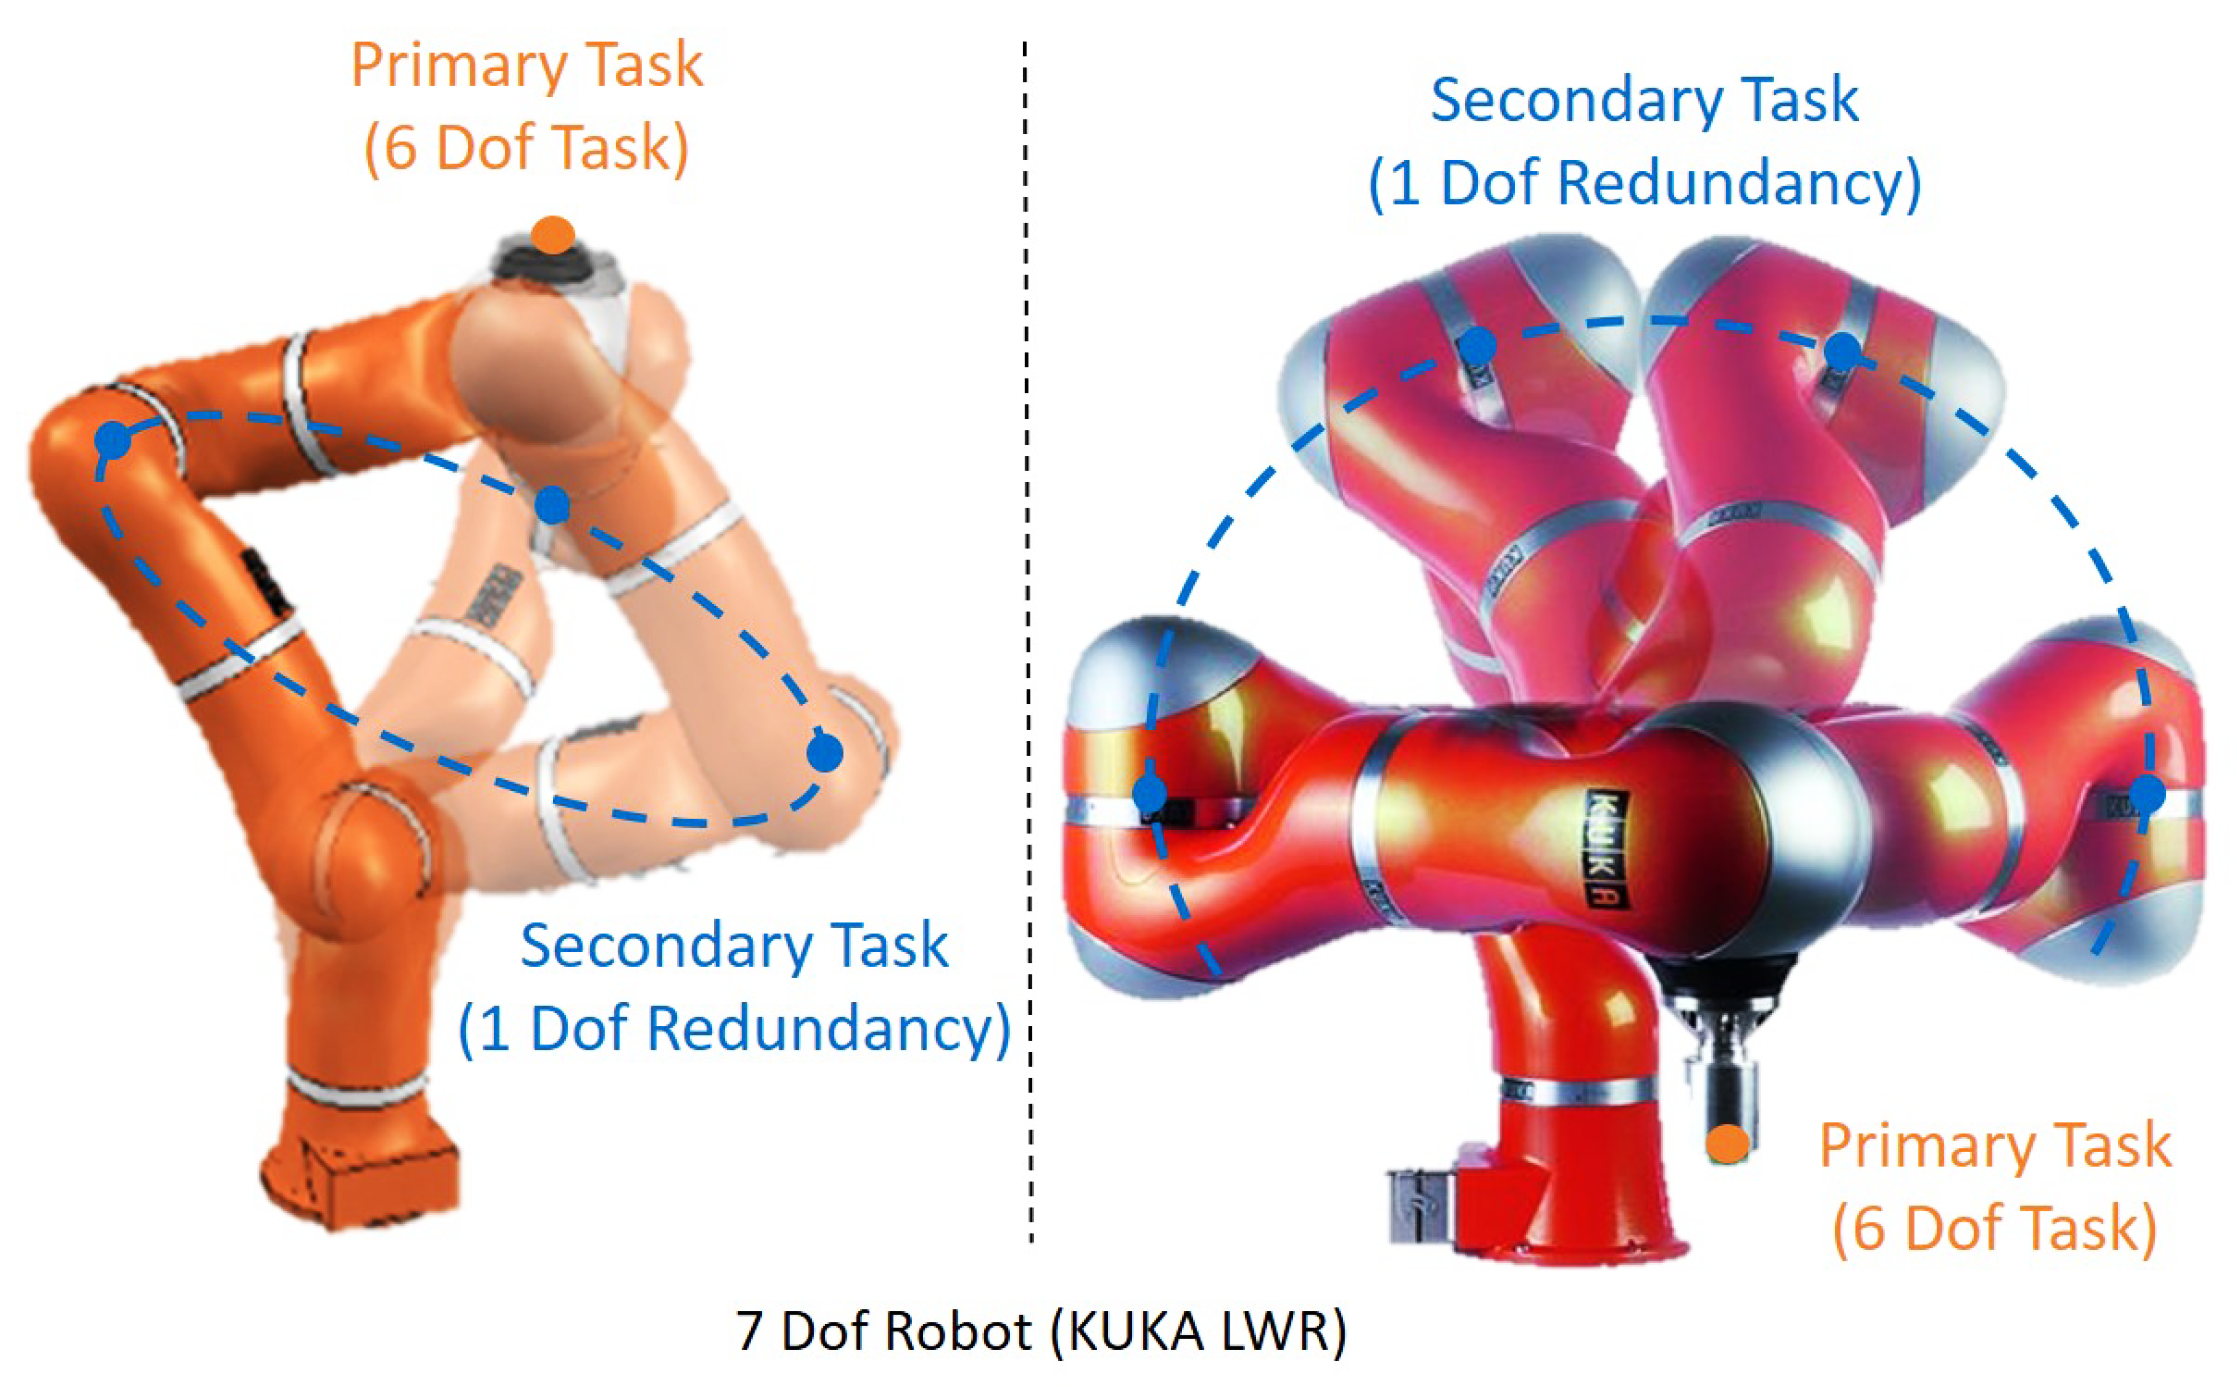 Primary Task
(6 Dof Task)
Secondary Task
(1 Dof Redundancy)
Secondary Task
(1 Dof Redundancy)
KUKA
Primary Task
(6 Dof Task)
7 Dof Robot (KUKA LWR)